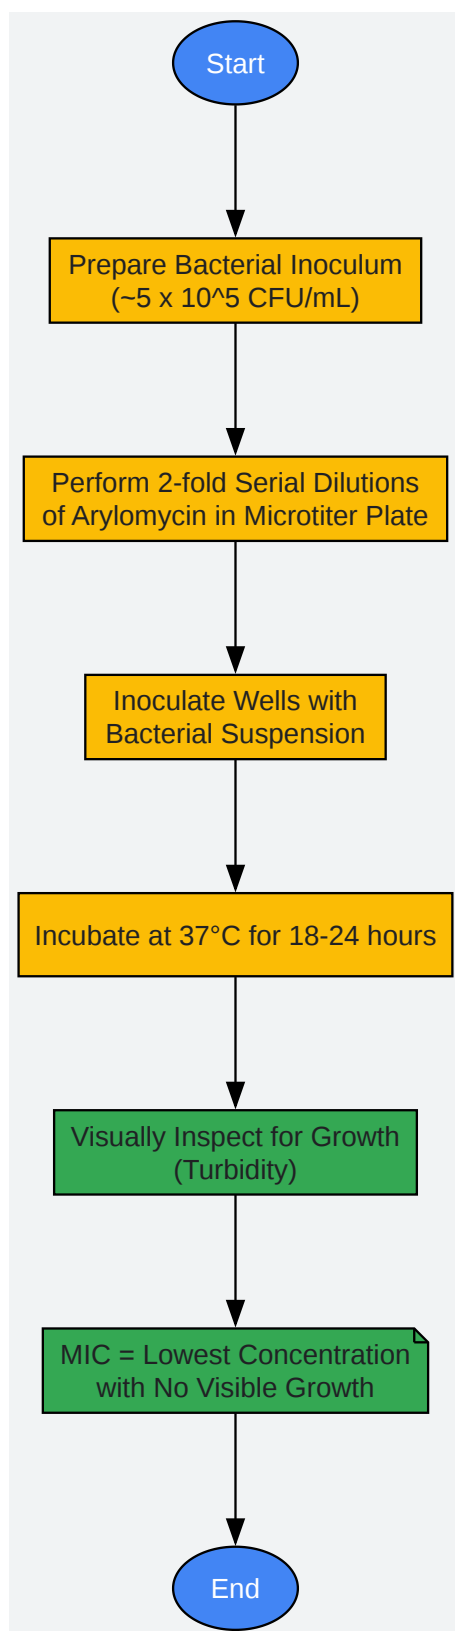 Start
Prepare Bacterial Inoculum
(~5 x 10^5 CFU/mL)
Perform 2-fold Serial Dilutions
of Arylomycin in Microtiter Plate
Inoculate Wells with
Bacterial Suspension
Incubate at 37°C for 18-24 hours
Visually Inspect for Growth
(Turbidity)
MIC = Lowest Concentration
with No Visible Growth
End